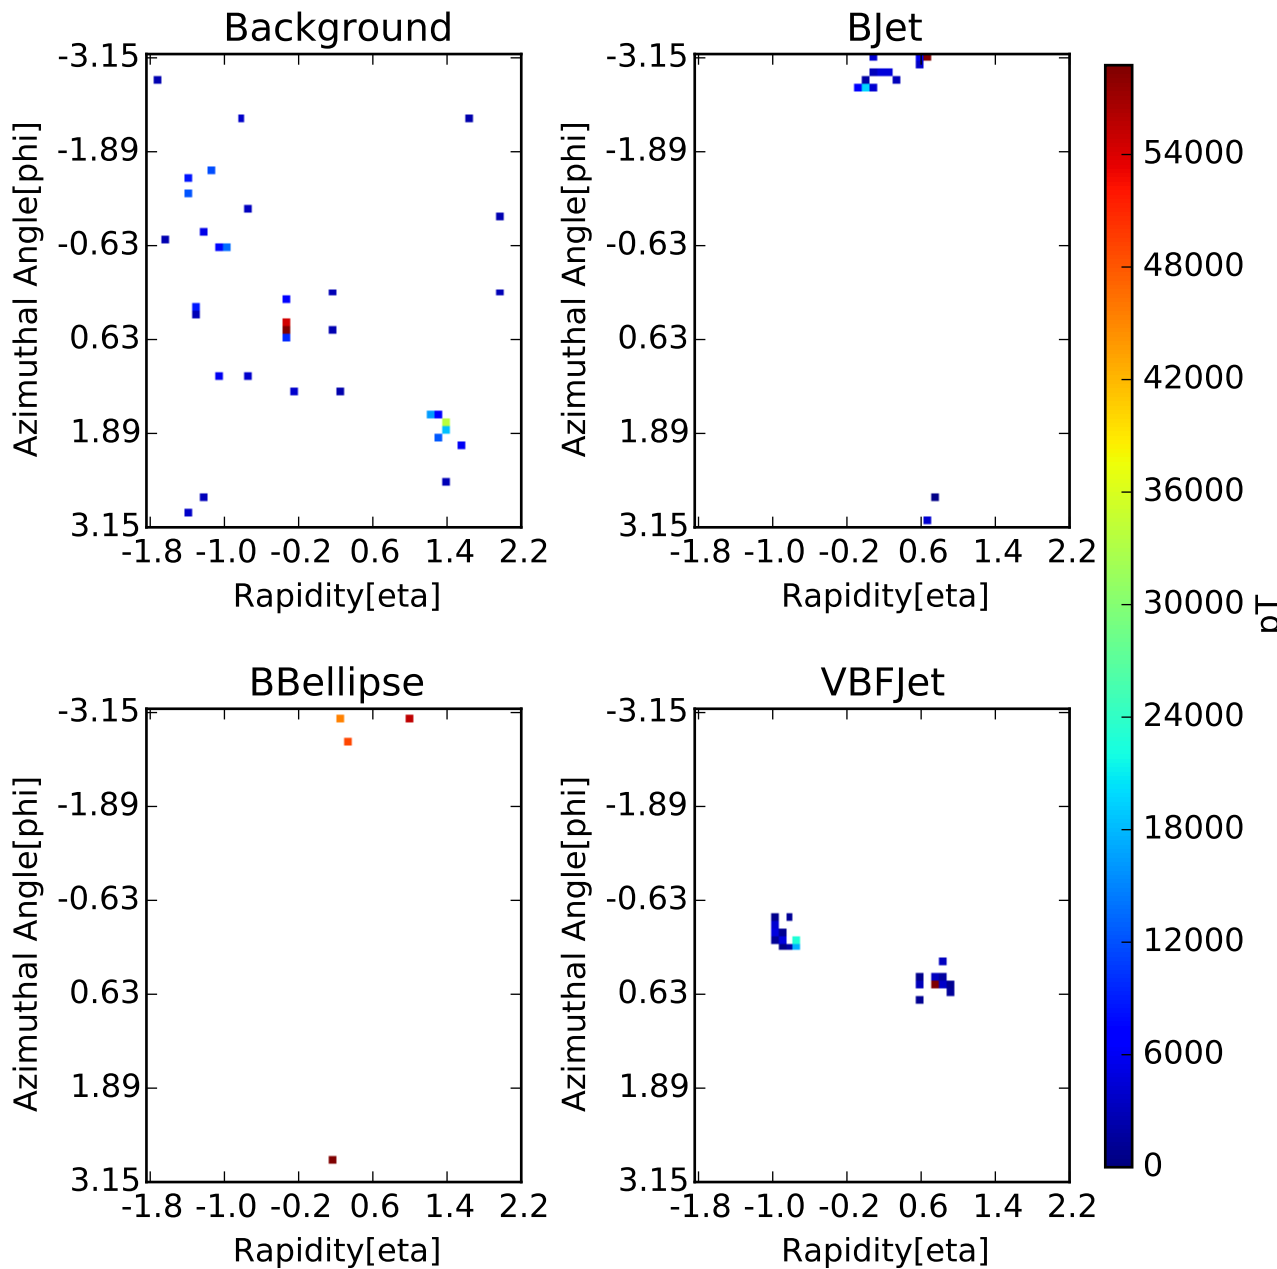 Background
BJet
-3.15
-1.89
-0.63
0.63
1.89
3.15
Azimuthal Angle[phi]
-1.8 -1.0 -0.2 0.6 1.4 2.2
Rapidity[eta]
-3.15
-1.89
-0.63
0.63
1.89
3.15
Azimuthal Angle[phi]
-1.8 -1.0 -0.2 0.6 1.4 2.2
Rapidity[eta]
BBellipse
VBFJet
-3.15
-1.89
-0.63
0.63
1.89
3.15
Azimuthal Angle[phi]
-1.8 -1.0 -0.2 0.6 1.4 2.2
Rapidity[eta]
-3.15
-1.89
-0.63
0.63
1.89
3.15
Azimuthal Angle[phi]
-1.8 -1.0 -0.2 0.6 1.4 2.2
Rapidity[eta]
54000
48000
42000
36000
30000
24000
18000
12000
6000
0
pT